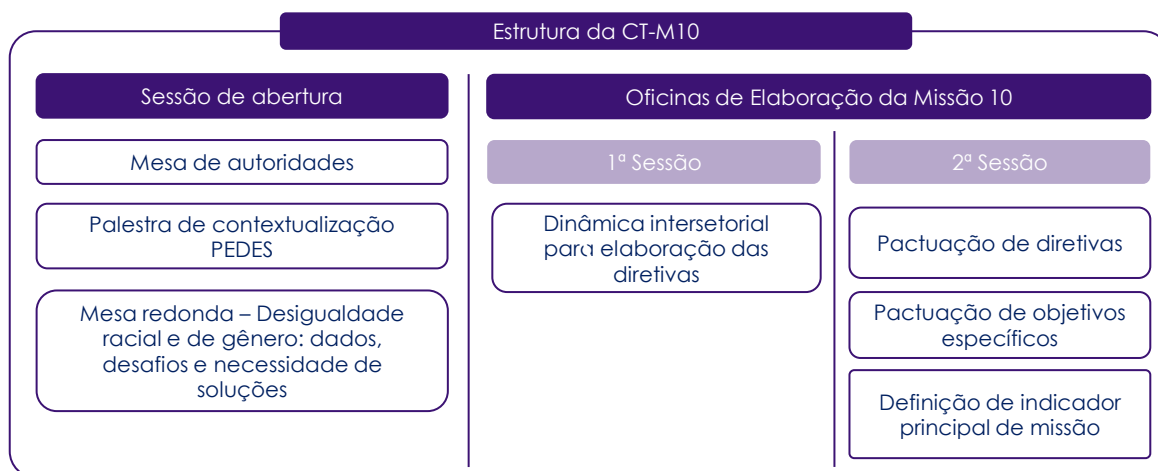 Estrutura da CT-M10
Sessão de abertura
Mesa de autoridades
Palestra de contextualização
PEDES
Mesa redonda – Desigualdade
racial e de gênero: dados,
desafios e necessidade de
soluções
Oficinas de Elaboração da Missão 10
1ª Sessão
Dinâmica intersetorial
para elaboração das
diretivas
2ª Sessão
Pactuação de diretivas
Pactuação de objetivos
específicos
Definição de indicador
principal de missão